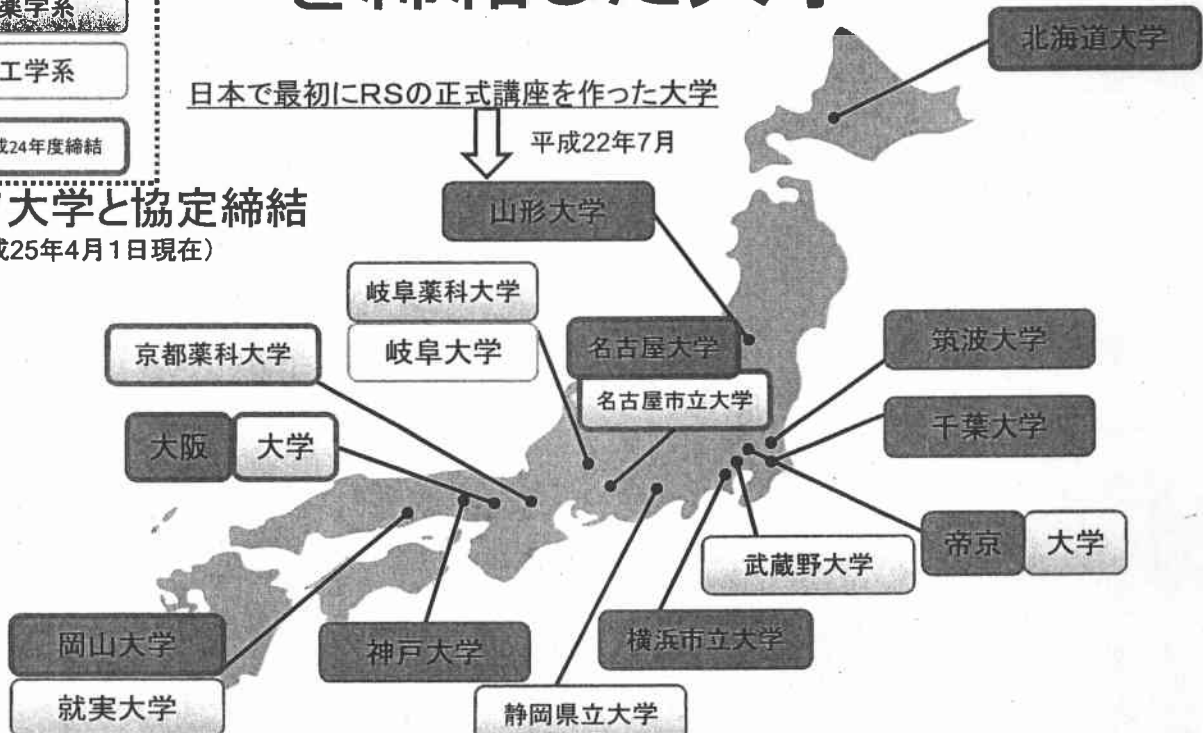 を締結した大学
薬学系
工学系
成24年度締結
大学と協定締結
成25年4月1日現在）
日本で最初にRSの正式講座を作った大学
平成22年7月
北海道大学
山形大学
岐阜薬科大学
岐阜大学
名古屋大学
名古屋市立大学
筑波大学
京都薬科大学
千葉大学
大阪 大学
帝京 大学
武蔵野大学
岡山大学
就実大学
神戸大学
横浜市立大学
静岡県立大学